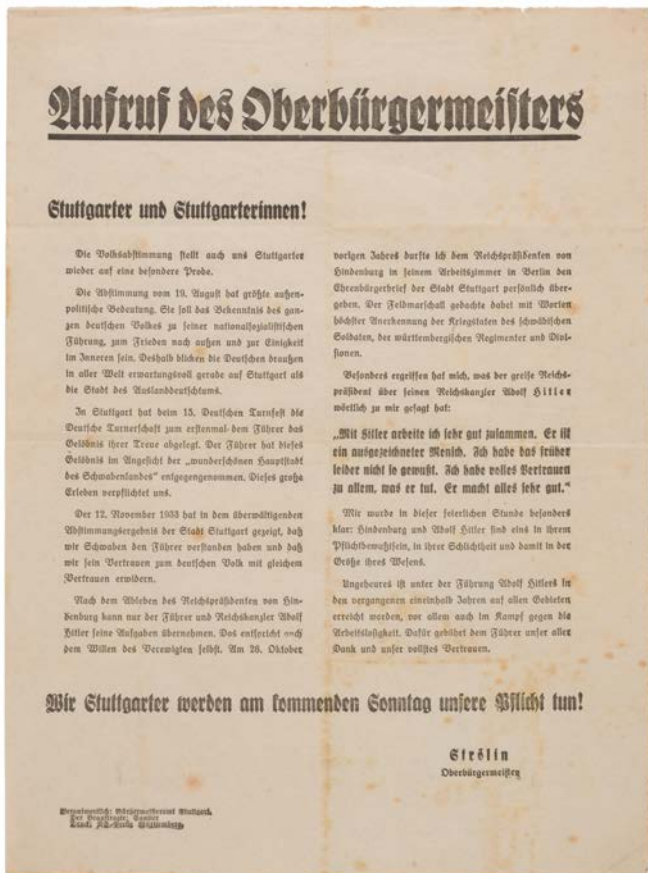 Aufruf des Oberbürgermeisters
Stuttgarter und Stuttgarterinnen!
Die Volksabstimmung stellt auch uns Stuttgarter
wieder auf eine besondere Probe.
Die Abstimmung vom 19. August hat größte außen-
politische Bedeutung. Sie soll das Bekenntnis des gan-
zen deutschen Volkes zu seiner nationalsozialistischen
Führung, zum Frieden nach außen und zur Einigkeit
im Inneren sein. Deshalb blicken die Deutschen draußen
in aller Welt erwartungsvoll gerade auf Stuttgart als
die Stadt des Auslanddeutschtums.
In Stuttgart hat beim 15. Deutschen Turnfest die
Deutsche Turnerschaft zum erstenmal dem Führer das
Gelöbnis ihrer Treue abgelegt. Der Führer hat dieses
Gelöbnis im Angesicht der „wunderschönen Hauptstadt
des Schwabenlandes" entgegengenommen. Dieses große
Erleben verpflichtet uns.
Der 12. November 1933 hat in dem überwältigenden
Abstimmungsergebnis der Stadt Stuttgart gezeigt, daß
wir Schwaben den Führer verstanden haben und daß
wir sein Vertrauen zum deutschen Volk mit gleichem
Vertrauen erwidern.
Nach dem Ableben des Reichspräsidenten von Hin-
denburg kann nur der Führer und Reichskanzler Adolf
Hitler seine Aufgaben übernehmen. Das entspricht auch
dem Willen des Verewigten selbst. Am 26. Oktober
vorigen Jahres durfte ich dem Reichspräsidenten von
Hindenburg in seinem Arbeitszimmer in Berlin den
Ehrenbürgerbrief der Stadt Stuttgart persönlich über-
geben. Der Feldmarschall gedachte dabei mit Worten
höchster Anerkennung der Kriegstaten des schwäbischen
Soldaten, der württembergischen Regimenter und Divi-
sionen.
Besonders ergriffen hat mich, was der greise Reichs-
präsident über seinen Reichskanzler Adolf Hitler
wörtlich zu mir gesagt hat:
„Mit Hitler arbeite ich sehr gut zusammen. Er ist
ein ausgezeichneter Mensch. Ich habe das früher
leider nicht so gewußt. Ich habe volles Vertrauen
zu allem, was er tut. Er macht alles sehr gut."
Mir wurde in dieser feierlichen Stunde besonders
klar: Hindenburg und Adolf Hitler sind eins in ihrem
Pflichtbewußtsein, in ihrer Schlichtheit und damit in der
Größe ihres Wesens.
Ungeheures ist unter der Führung Adolf Hitlers in
den vergangenen eineinhalb Jahren auf allen Gebieten
erreicht worden, vor allem auch im Kampf gegen die
Arbeitslosigkeit. Dafür gebührt dem Führer unser aller
Dank und unser vollstes Vertrauen.
Wir Stuttgarter werden am kommenden Sonntag unsere Pflicht tun!
Strölin
Oberbürgermeister
Verantwortlich: Bürgermeisteramt Stuttgart,
Der Beauftragte:
Druck: Württemberg